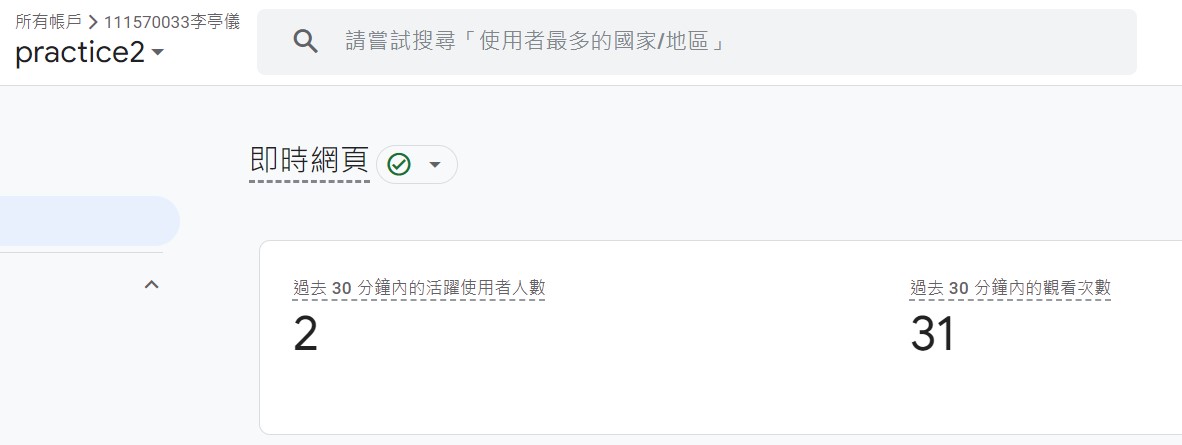 所有帳戶 > 111570033李亭儀
practice2
請嘗試搜尋「使用者最多的國家/地區」
即時網頁
過去 30 分鐘內的活躍使用者人數
2
過去 30 分鐘內的觀看次數
31